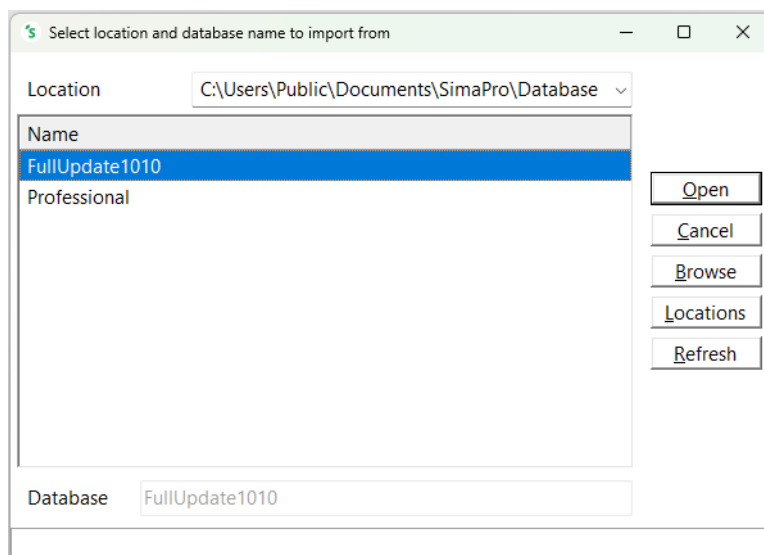 Select location and database name to import from
Location C:\Users\Public\Documents\SimaPro\Database
Name
FullUpdate1010
Professional
Open
Cancel
Browse
Locations
Refresh
Database FullUpdate1010